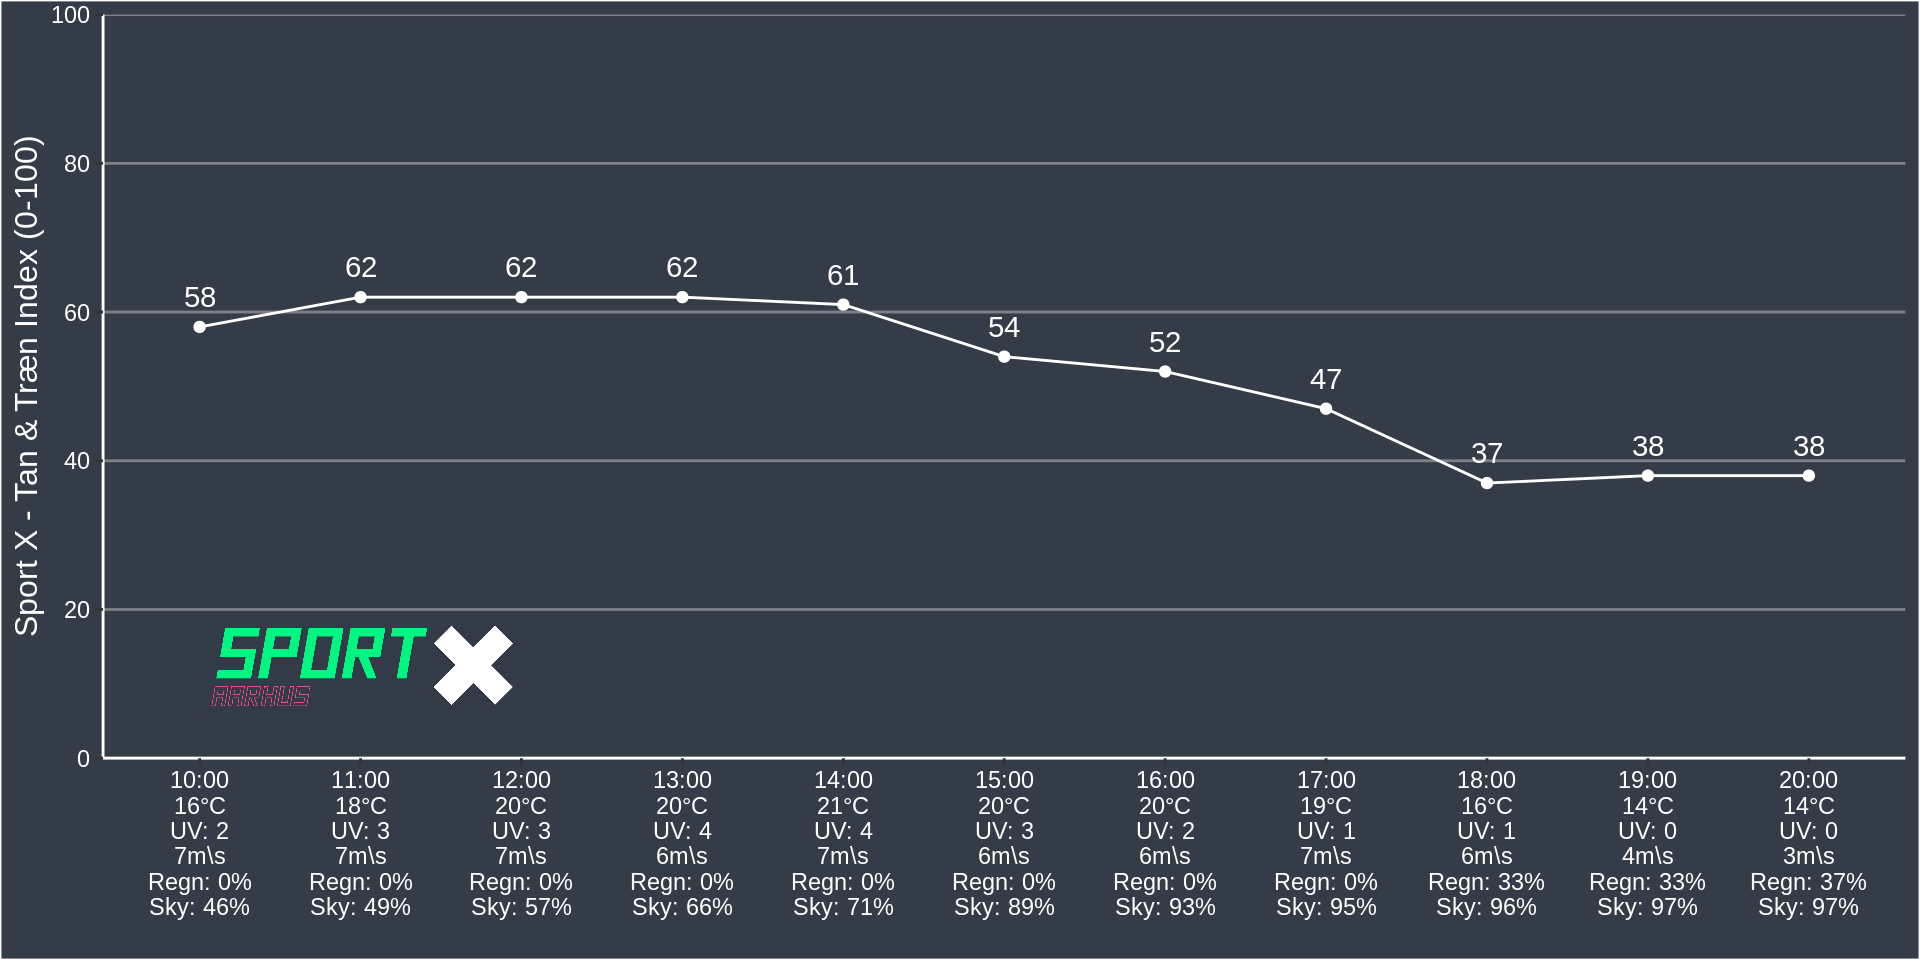 Sport X - Tan & Træn Index (0-100)
100
80
60
40
20
0
58
62
62
62
61
54
52
47
37
38
38
SPORT X
AARHUS
10:00 11:00 12:00 13:00 14:00 15:00 16:00 17:00 18:00 19:00 20:00
16°C 18°C 20°C 20°C 21°C 20°C 20°C 19°C 16°C 14°C 14°C
UV: 2 UV: 3 UV: 3 UV: 4 UV: 4 UV: 3 UV: 2 UV: 1 UV: 1 UV: 0 UV: 0
7m\s 7m\s 7m\s 6m\s 7m\s 6m\s 6m\s 7m\s 6m\s 4m\s 3m\s
Regn: 0% Regn: 0% Regn: 0% Regn: 0% Regn: 0% Regn: 0% Regn: 0% Regn: 0% Regn: 33% Regn: 33% Regn: 37%
Sky: 46% Sky: 49% Sky: 57% Sky: 66% Sky: 71% Sky: 89% Sky: 93% Sky: 95% Sky: 96% Sky: 97% Sky: 97%